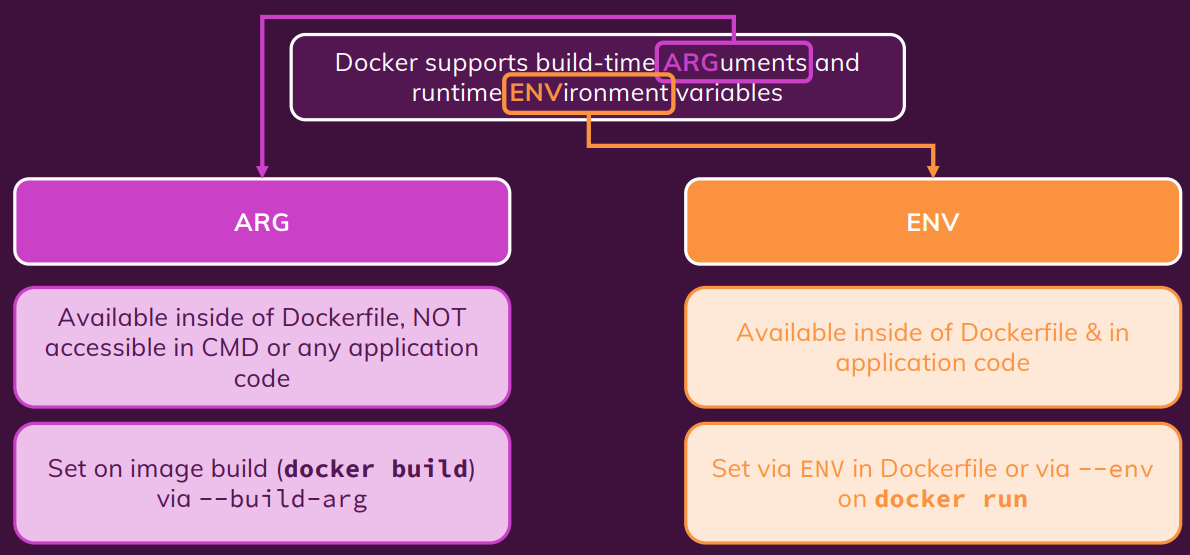 Docker supports build-time ARGuments and
runtime ENVironment variables
ARG
Available inside of Dockerfile, NOT
accessible in CMD or any application
code
Set on image build (docker build)
via --build-arg
ENV
Available inside of Dockerfile & in
application code
Set via ENV in Dockerfile or via --env
on docker run